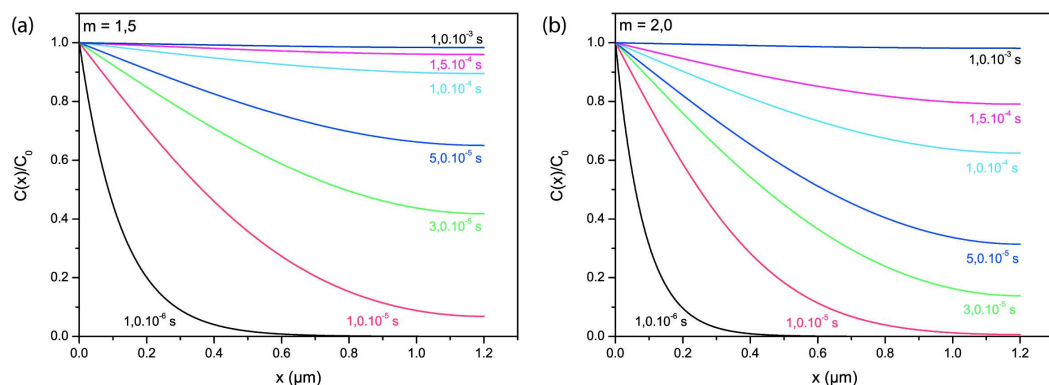 (a)
m = 1,5
1,0.10⁻³ s
1,5.10⁻⁴ s
1,0.10⁻⁴ s
5,0.10⁻⁵ s
3,0.10⁻⁵ s
1,0.10⁻⁶ s
1,0.10⁻⁵ s
1.0
0.8
0.6
0.4
0.2
0.0
C(x)/C₀
0.0 0.2 0.4 0.6 0.8 1.0 1.2
x (µm)
(b)
m = 2,0
1,0.10⁻³ s
1,5.10⁻⁴ s
1,0.10⁻⁴ s
5,0.10⁻⁵ s
3,0.10⁻⁵ s
1,0.10⁻⁶ s
1,0.10⁻⁵ s
1.0
0.8
0.6
0.4
0.2
0.0
C(x)/C₀
0.0 0.2 0.4 0.6 0.8 1.0 1.2
x (µm)